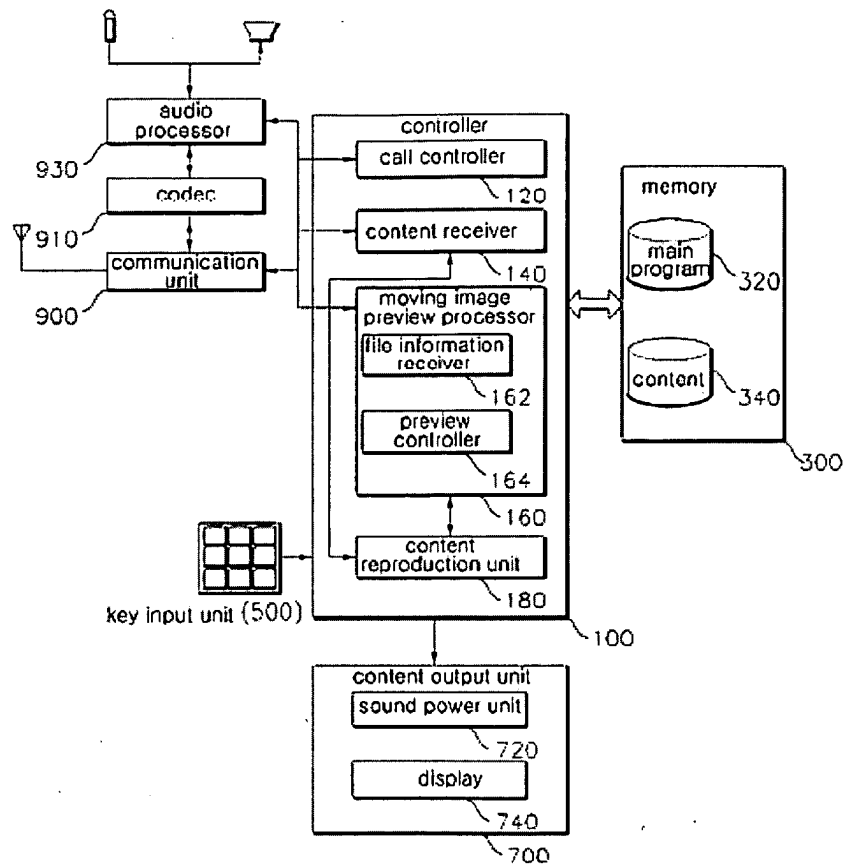 audio
processor
930
codec
910
communication
unit
900
controller
call controller
120
content receiver
140
moving image
preview processor
file information
receiver
162
preview
controller
164
160
content
reproduction unit
180
100
key input unit (500)
memory
main
program
320
content
340
300
content output unit
sound power unit
720
display
740
700